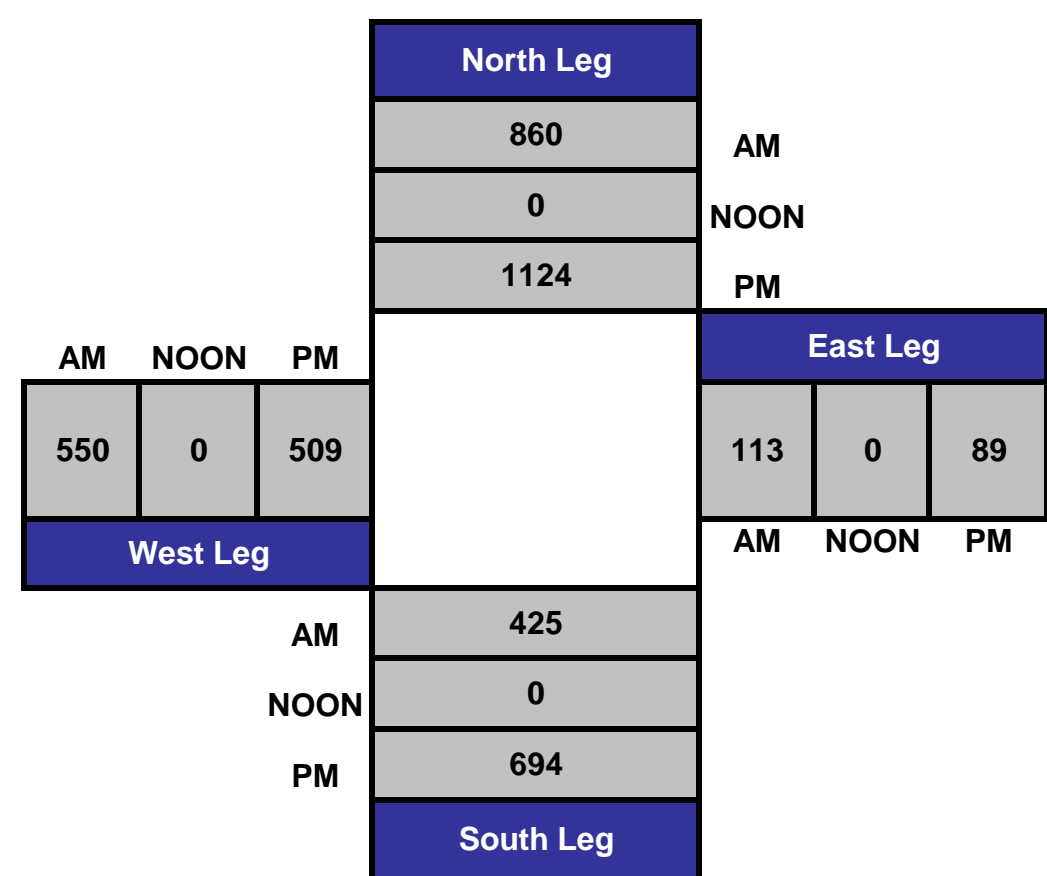 North Leg
860 AM
0 NOON
1124 PM
East Leg
AM NOON PM
550 0 509
113 0 89
West Leg
AM NOON PM
AM 425
NOON 0
PM 694
South Leg